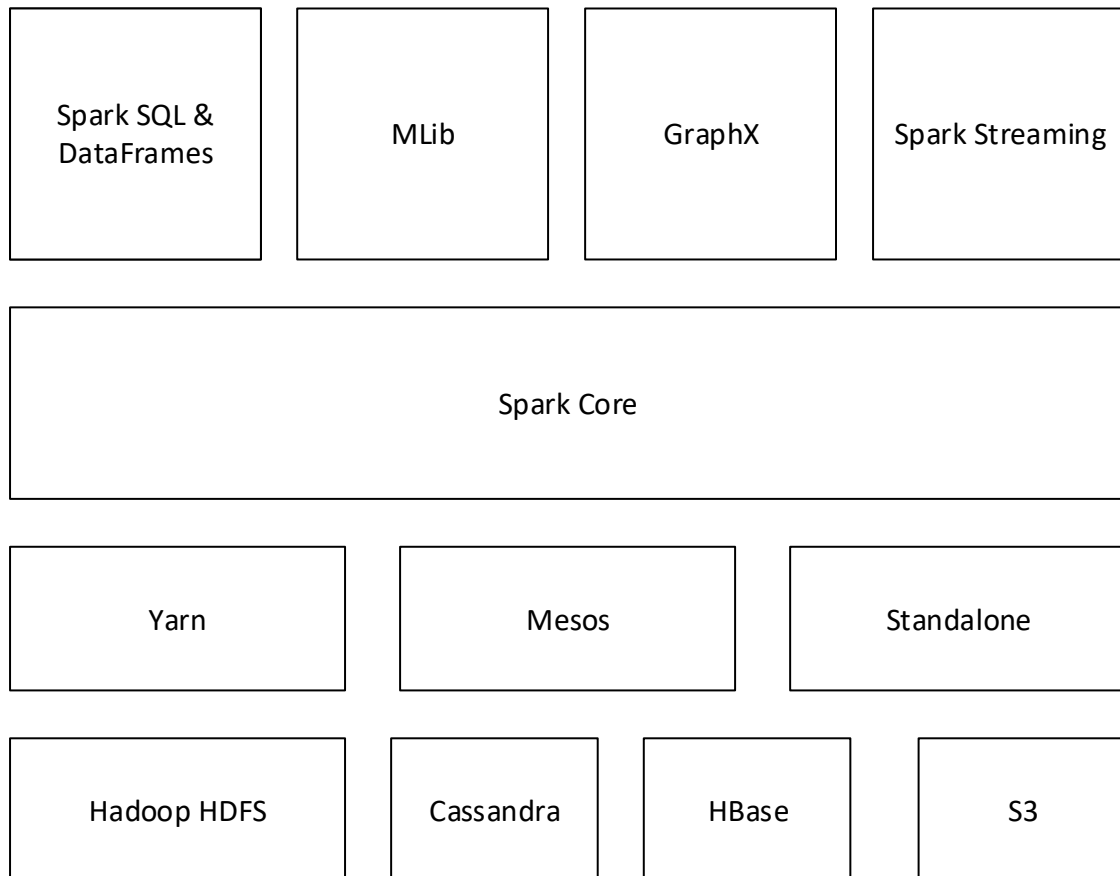 Spark SQL &
DataFrames
MLib
GraphX
Spark Streaming
Spark Core
Yarn
Mesos
Standalone
Hadoop HDFS
Cassandra
HBase
S3